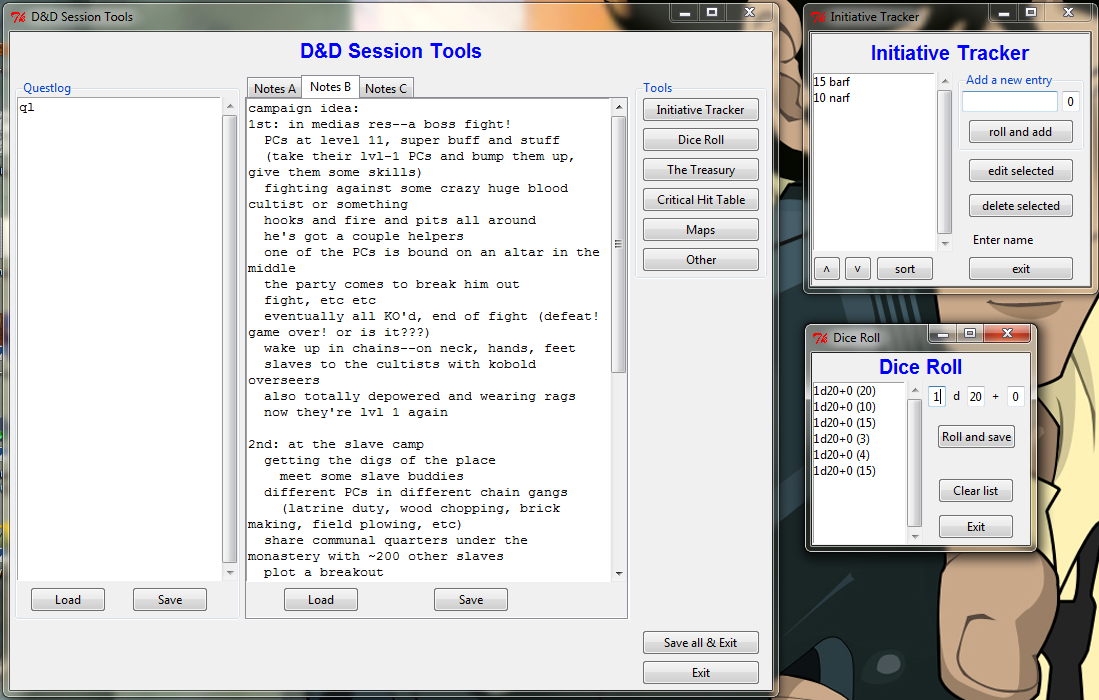 D&D Session Tools
D&D Session Tools
Questlog
ql
Load
Save
Notes A
Notes B
Notes C
campaign idea:
1st: in medias res--a boss fight!
PCs at level 11, super buff and stuff
(take their lvl-1 PCs and bump them up,
give them some skills)
fighting against some crazy huge blood
cultist or something
hooks and fire and pits all around
he's got a couple helpers
one of the PCs is bound on an altar in the
middle
the party comes to break him out
fight, etc etc
eventually all KO'd, end of fight (defeat!
game over! or is it???)
wake up in chains--on neck, hands, feet
slaves to the cultists with kobold
overseers
also totally depowered and wearing rags
now they're lvl 1 again
2nd: at the slave camp
getting the digs of the place
meet some slave buddies
different PCs in different chain gangs
(latrine duty, wood chopping, brick
making, field plowing, etc)
share communal quarters under the
monastery with ~200 other slaves
plot a breakout
Load
Save
Tools
Initiative Tracker
Dice Roll
The Treasury
Critical Hit Table
Maps
Other
Save all & Exit
Exit
Initiative Tracker
Initiative Tracker
15 barf
10 narf
Add a new entry
0
roll and add
edit selected
delete selected
Enter name
^
v
sort
exit
Dice Roll
Dice Roll
1d20+0 (20)
1d20+0 (10)
1d20+0 (15)
1d20+0 (3)
1d20+0 (4)
1d20+0 (15)
1 d 20 + 0
Roll and save
Clear list
Exit